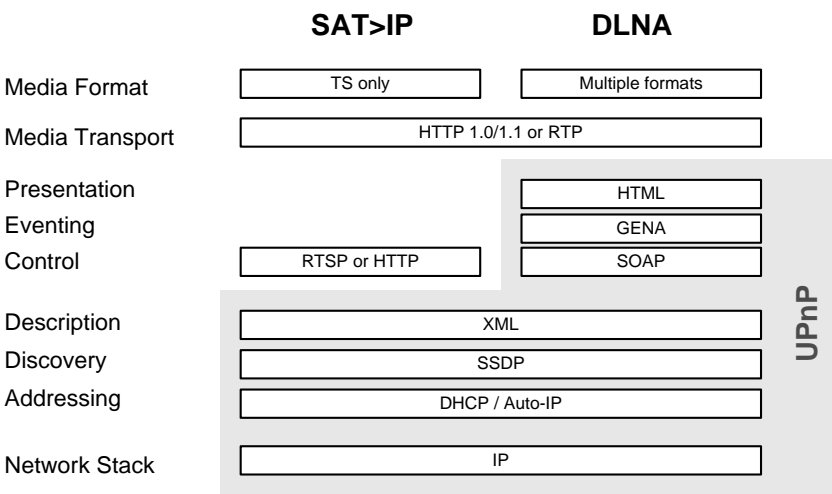 SAT>IP DLNA
Media Format TS only Multiple formats
Media Transport HTTP 1.0/1.1 or RTP
Presentation HTML
Eventing GENA
Control RTSP or HTTP SOAP
Description XML
Discovery SSDP
Addressing DHCP / Auto-IP
Network Stack IP
UPnP